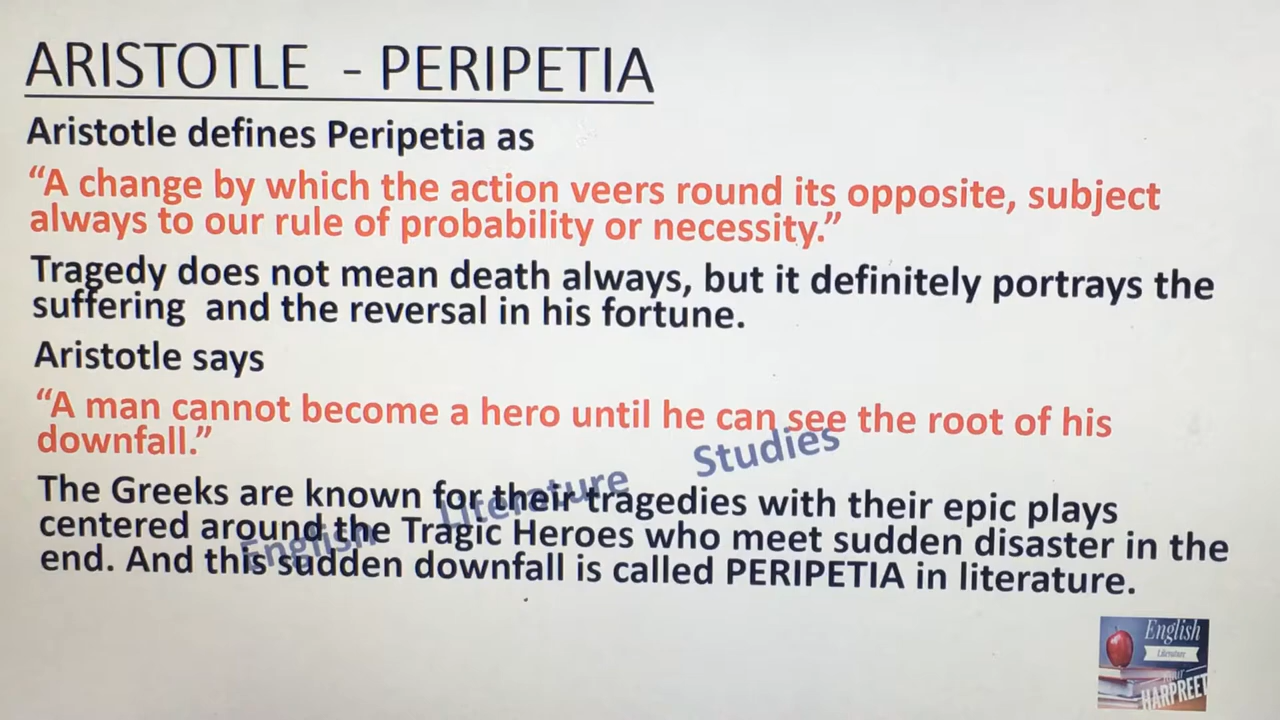 ARISTOTLE - PERIPETIA
Aristotle defines Peripetia as
“A change by which the action veers round its opposite, subject
always to our rule of probability or necessity.”
Tragedy does not mean death always, but it definitely portrays the
suffering and the reversal in his fortune.
Aristotle says
“A man cannot become a hero until he can see the root of his
downfall.”
The Greeks are known for their tragedies with their epic plays
centered around the Tragic Heroes who meet sudden disaster in the
end. And this sudden downfall is called PERIPETIA in literature.
English Literature Studies
English
Literature
HARPREET